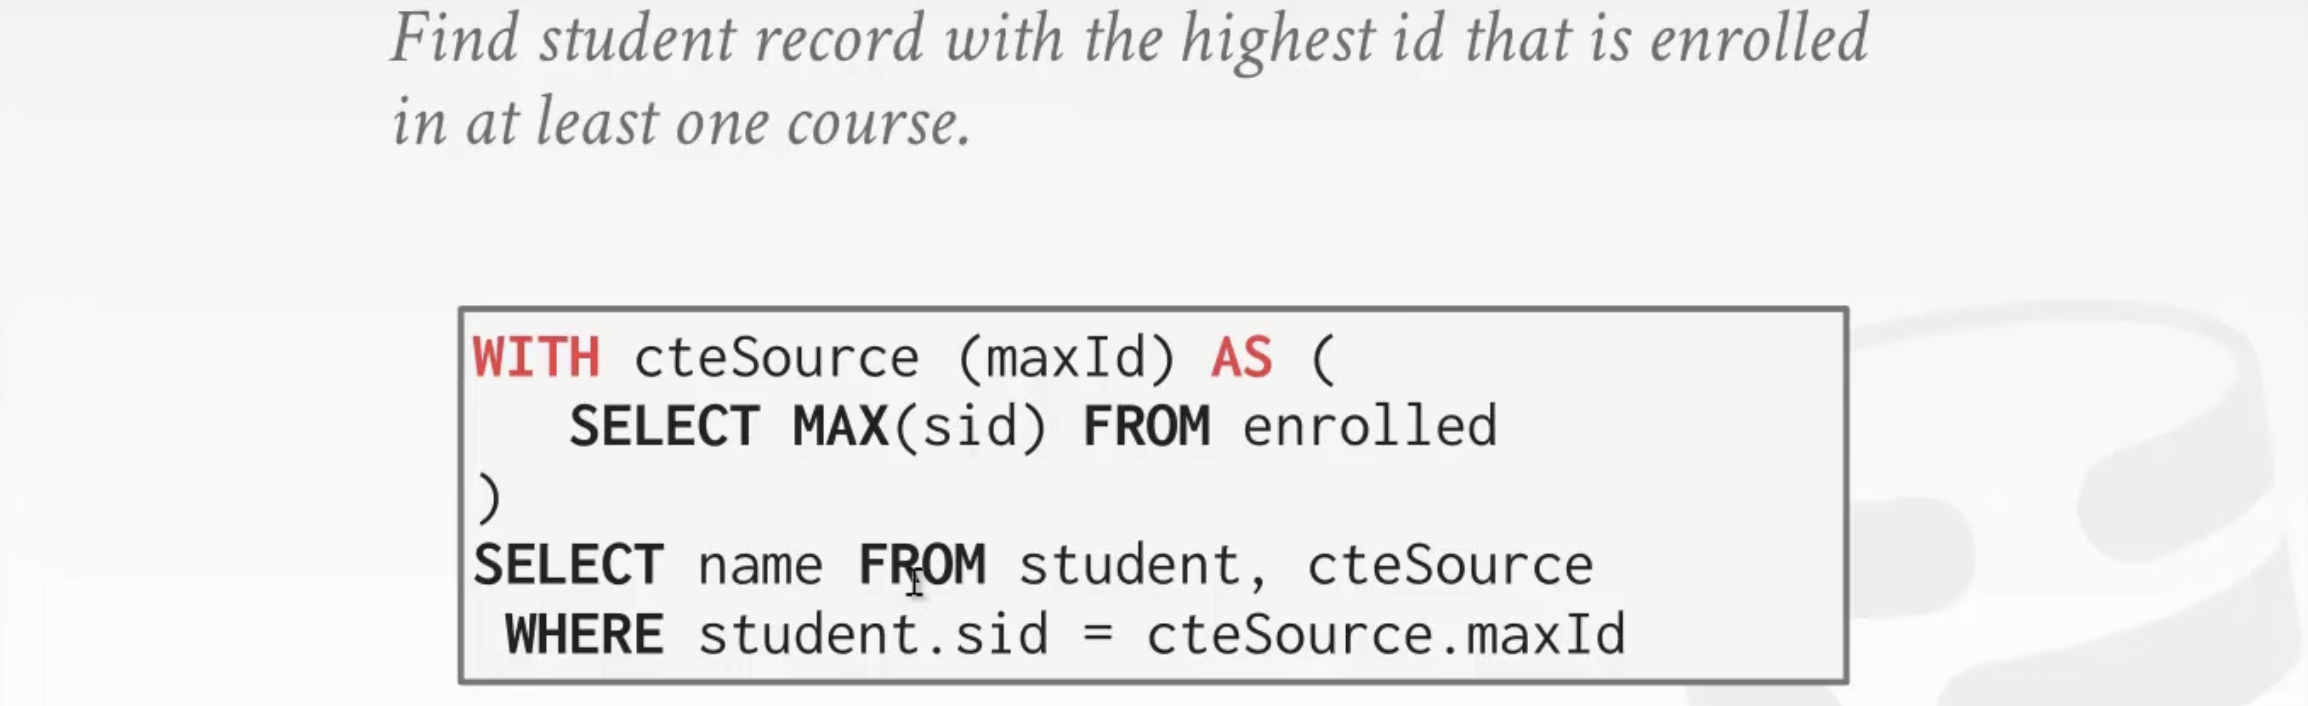 Find student record with the highest id that is enrolled
in at least one course.
WITH cteSource (maxId) AS (
SELECT MAX(sid) FROM enrolled
)
SELECT name FROM student, cteSource
WHERE student.sid = cteSource.maxId